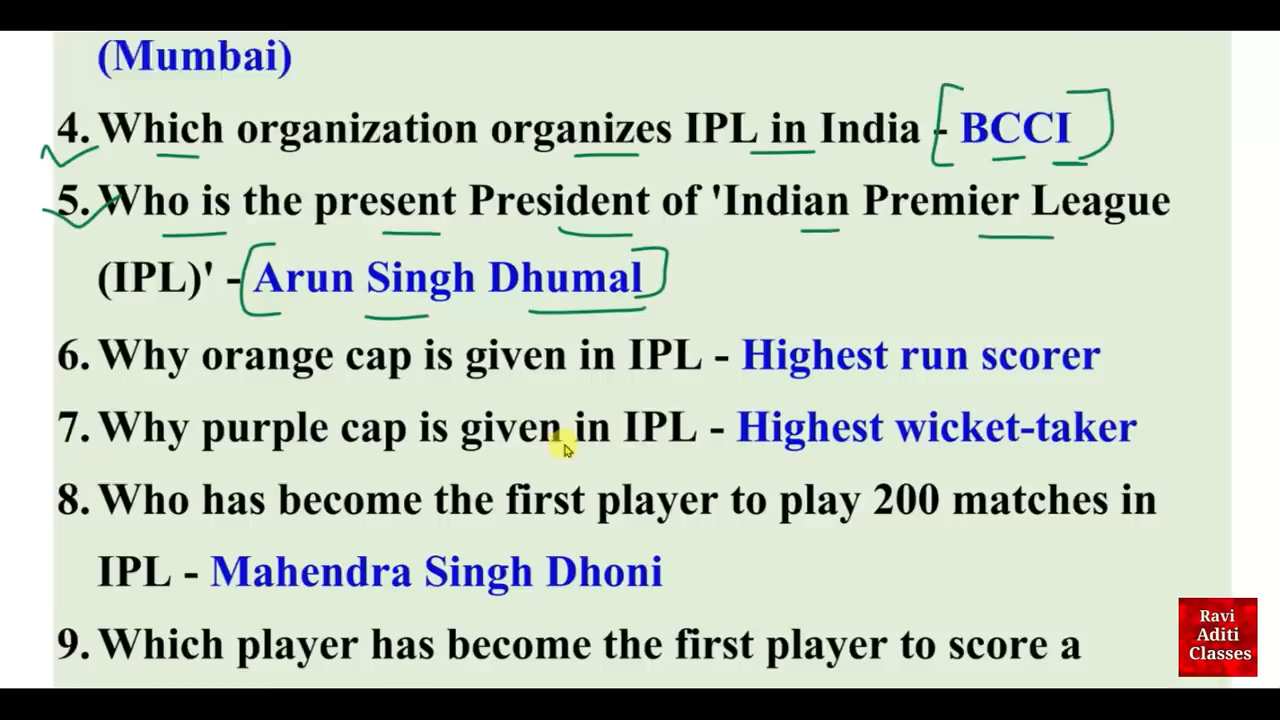 (Mumbai)
4. Which organization organizes IPL in India - BCCI
5. Who is the present President of 'Indian Premier League
(IPL)' - Arun Singh Dhumal
6. Why orange cap is given in IPL - Highest run scorer
7. Why purple cap is given in IPL - Highest wicket-taker
8. Who has become the first player to play 200 matches in
IPL - Mahendra Singh Dhoni
9. Which player has become the first player to score a
Ravi
Aditi
Classes